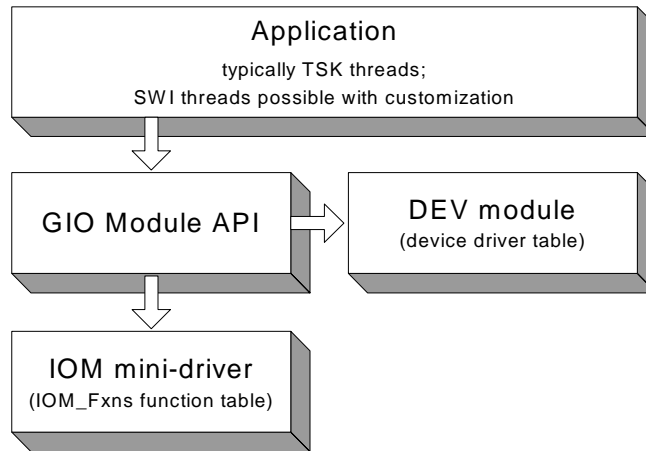 Application
typically TSK threads;
SWI threads possible with customization
GIO Module API
DEV module
(device driver table)
IOM mini-driver
(IOM_Fxns function table)